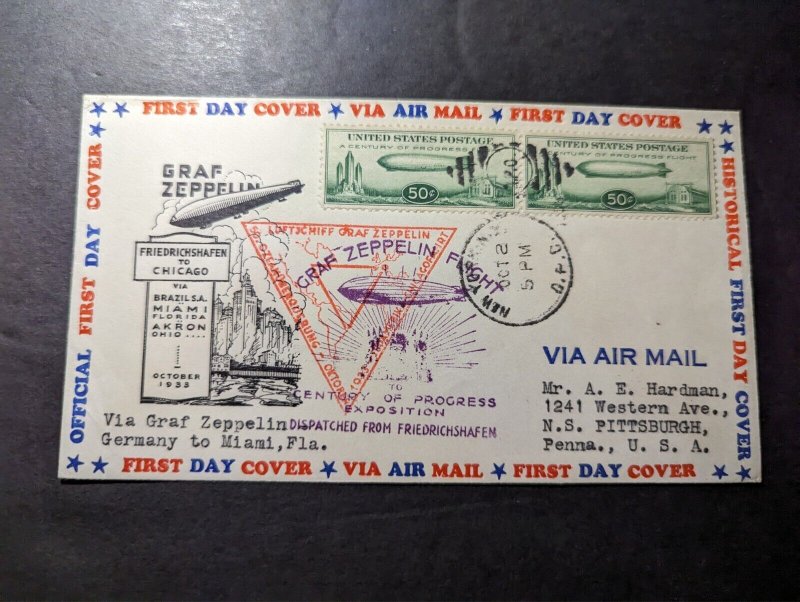 ★ ★ FIRST DAY COVER ★ VIA AIR MAIL ★ FIRST DAY COVER ★ ★
OFFICIAL FIRST DAY COVER
HISTORICAL FIRST DAY COVER
UNITED STATES POSTAGE
A CENTURY OF PROGRESS
50¢
UNITED STATES POSTAGE
A CENTURY OF PROGRESS FLIGHT
50¢
NEW YORK, N.Y.
OCT 2
5 PM
G.P.O.
GRAF
ZEPPELIN
FRIEDRICHSHAFEN
TO
CHICAGO
VIA
BRAZIL S.A.
MIAMI
FLORIDA
AKRON
OHIO
OCTOBER
1933
LUFTSCHIFF GRAF ZEPPELIN
GRAF ZEPPELIN FLIGHT
TO
CENTURY OF PROGRESS
EXPOSITION
DISPATCHED FROM FRIEDRICHSHAFEN
VIA AIR MAIL
Mr. A. E. Hardman,
1241 Western Ave.,
N.S. PITTSBURGH,
Penna., U. S. A.
Via Graf Zeppelin
Germany to Miami,Fla.
★ ★ FIRST DAY COVER ★ VIA AIR MAIL ★ FIRST DAY COVER ★ ★